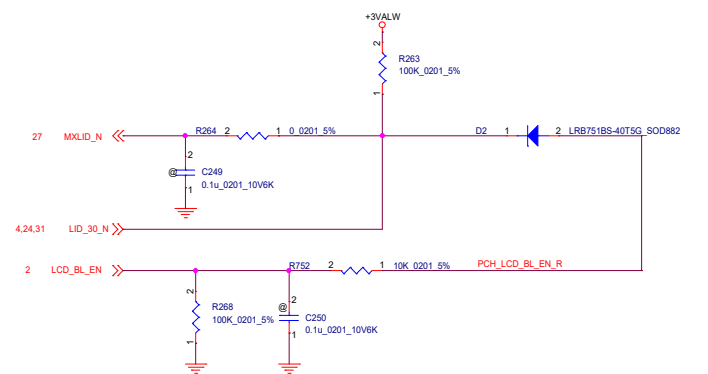 +3VALW
2
R263
100K_0201_5%
1
27 MXLID_N R264 2 1 0_0201_5% D2 1 2 LRB751BS-40T5G_SOD882
2
@ C249
0.1u_0201_10V6K
1
4,24,31 LID_30_N
2 LCD_BL_EN R752 2 1 10K_0201_5% PCH_LCD_BL_EN_R
2
R268
100K_0201_5%
1
2
@ C250
0.1u_0201_10V6K
1